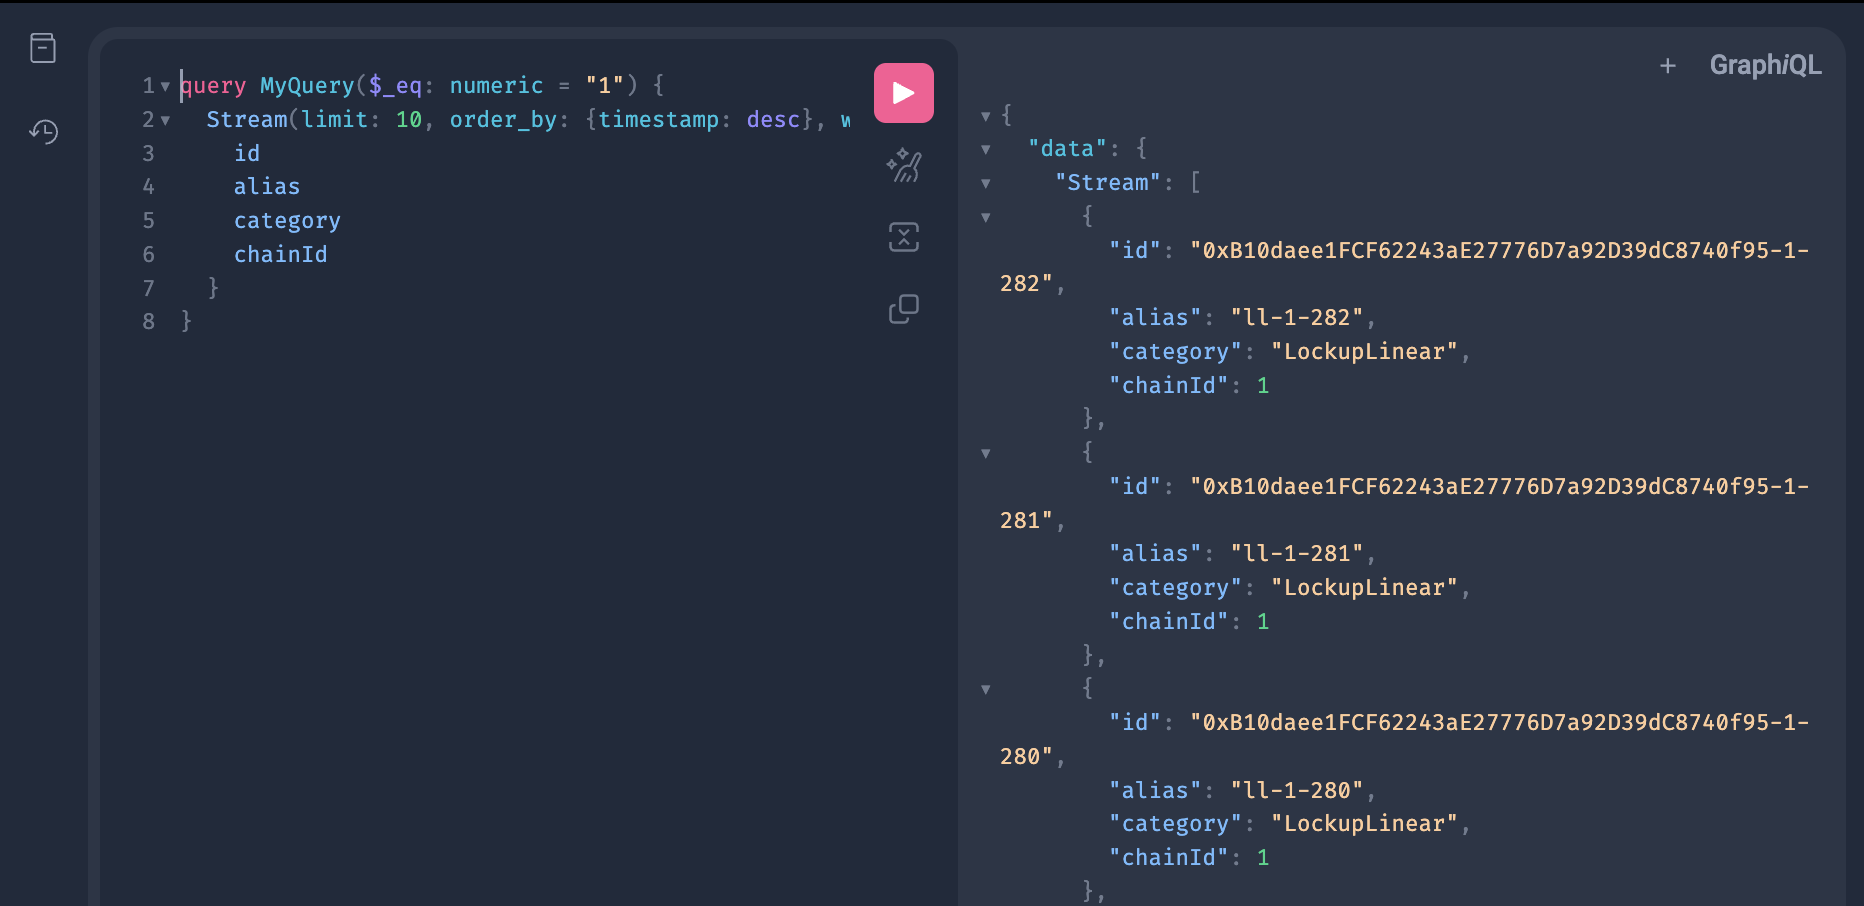 1 query MyQuery($_eq: numeric = "1") {
2 Stream(limit: 10, order_by: {timestamp: desc}, w
3 id
4 alias
5 category
6 chainId
7 }
8 }
+ GraphiQL
{
"data": {
"Stream": [
{
"id": "0xB10daee1FCF62243aE27776D7a92D39dC8740f95-1-
282",
"alias": "ll-1-282",
"category": "LockupLinear",
"chainId": 1
},
{
"id": "0xB10daee1FCF62243aE27776D7a92D39dC8740f95-1-
281",
"alias": "ll-1-281",
"category": "LockupLinear",
"chainId": 1
},
{
"id": "0xB10daee1FCF62243aE27776D7a92D39dC8740f95-1-
280",
"alias": "ll-1-280",
"category": "LockupLinear",
"chainId": 1
},